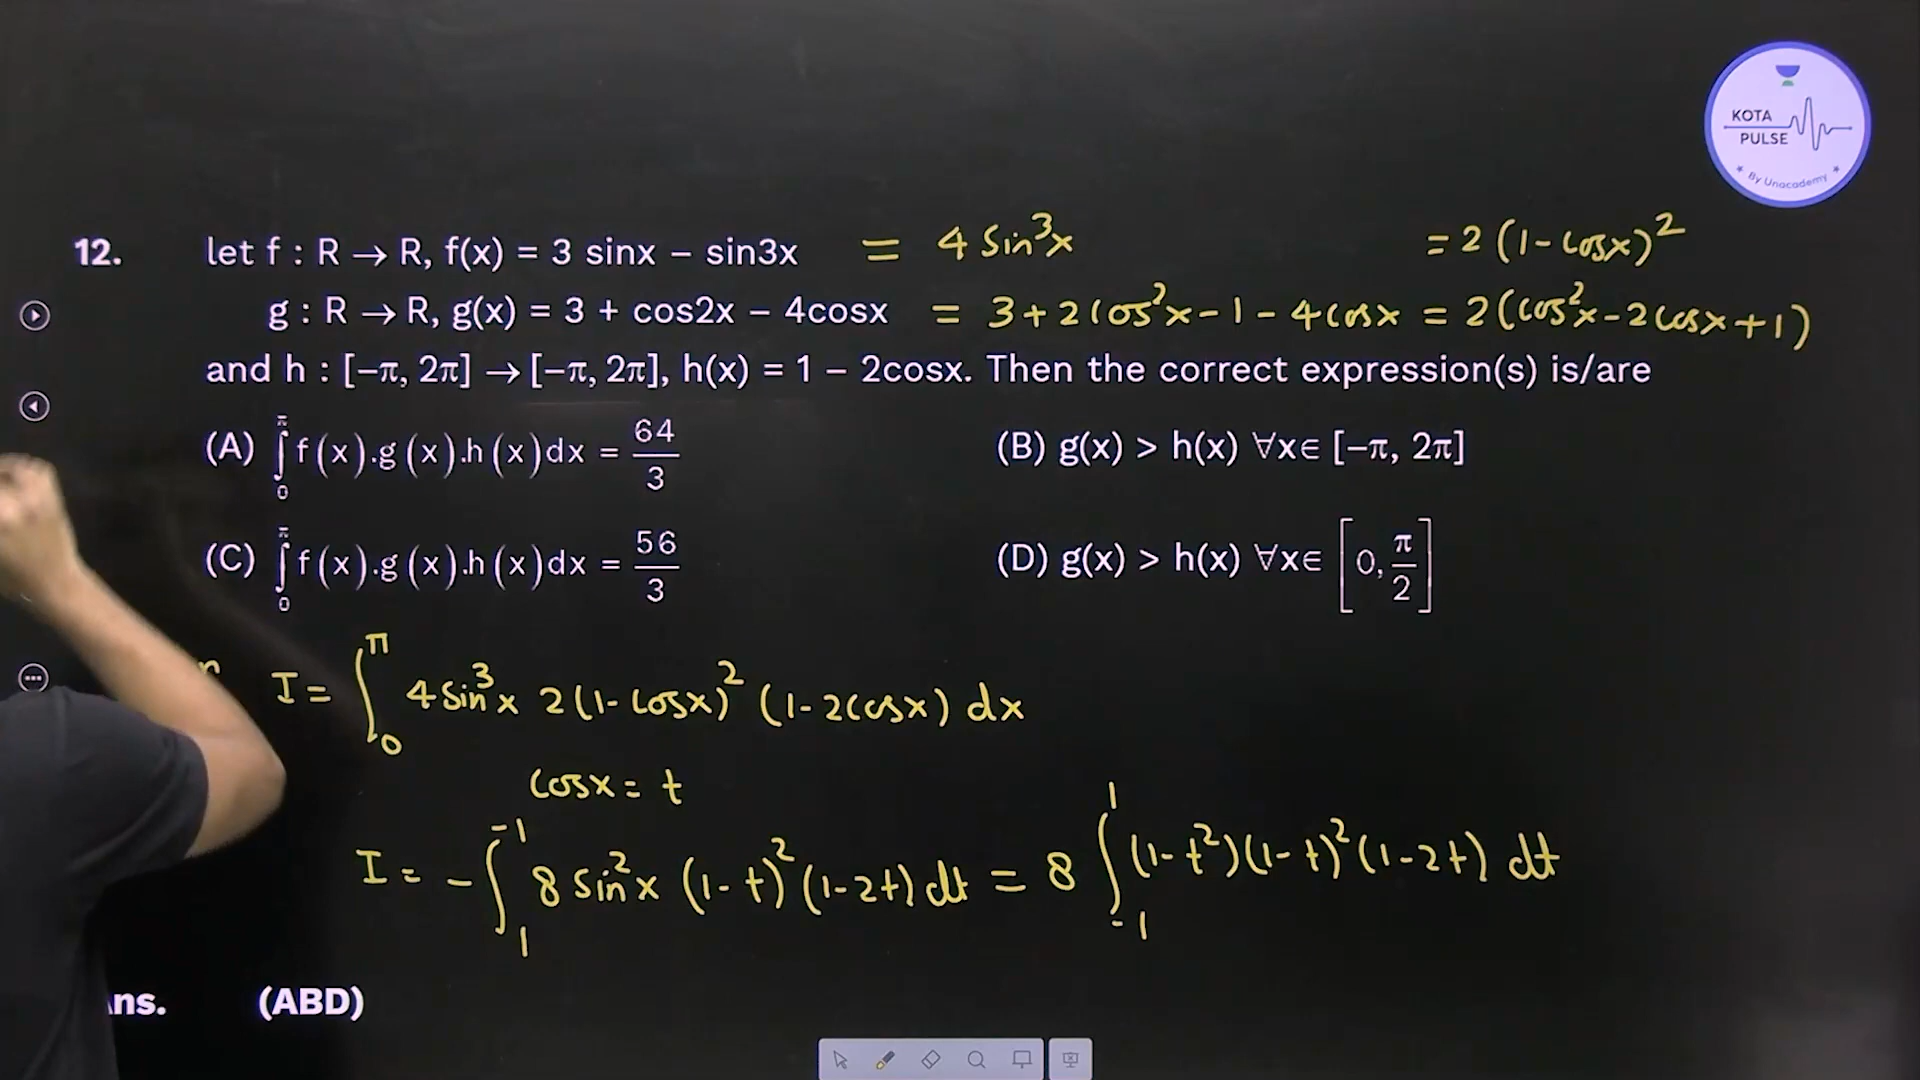 KOTA
PULSE
★ By Unacademy ★
12. let f : R → R, f(x) = 3 sinx – sin3x = 4 sin³x = 2(1-cosx)²
g : R → R, g(x) = 3 + cos2x – 4cosx = 3+2cos²x-1-4cosx = 2(cos²x-2cosx+1)
and h : [–π, 2π] → [–π, 2π], h(x) = 1 – 2cosx. Then the correct expression(s) is/are
(A) ∫₀^π f(x).g(x).h(x)dx = 64/3 (B) g(x) > h(x) ∀x∈ [–π, 2π]
(C) ∫₀^π f(x).g(x).h(x)dx = 56/3 (D) g(x) > h(x) ∀x∈ [0, π/2]
I = ∫₀^π 4sin³x 2(1-cosx)² (1-2cosx) dx
cosx = t
I = -∫₁^-1 8 sin²x (1-t)² (1-2t) dt = 8 ∫₋₁^1 (1-t²)(1-t)²(1-2t) dt
ns. (ABD)